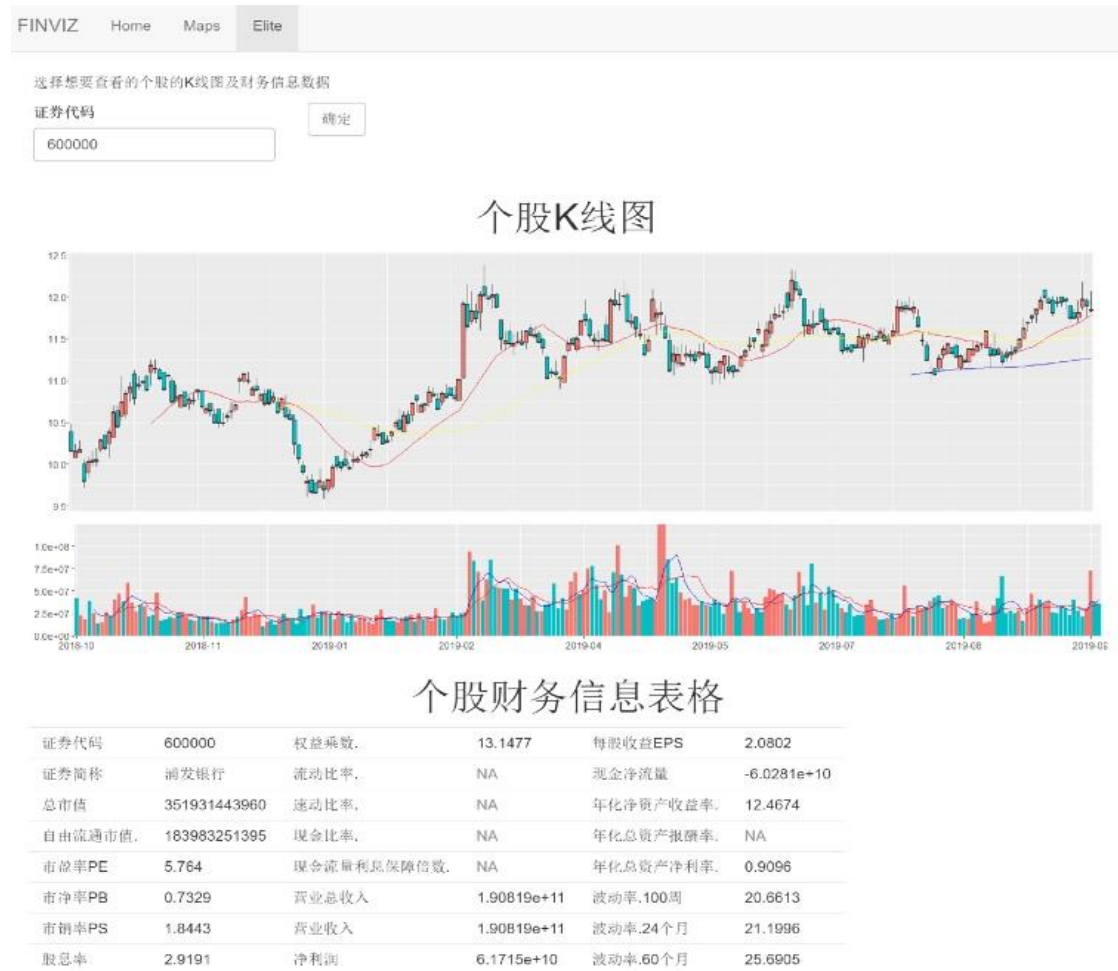 FINVIZ Home Maps Elite
选择想要查看的个股的K线图及财务信息数据
证券代码
确定
600000
个股K线图
12.5
12.0
11.5
11.0
10.5
10.0
9.5
1.0e+08
7.5e+07
5.0e+07
2.5e+07
0.0e+00
2018-10 2018-11 2019-01 2019-02 2019-04 2019-05 2019-07 2019-08 2019-09
个股财务信息表格
证券代码 600000 权益乘数. 13.1477 每股收益EPS 2.0802
证券简称 浦发银行 流动比率. NA 现金净流量 -6.0281e+10
总市值 351931443960 速动比率. NA 年化净资产收益率. 12.4674
自由流通市值. 183983251395 现金比率. NA 年化总资产报酬率. NA
市盈率PE 5.764 现金流量利息保障倍数. NA 年化总资产净利率. 0.9096
市净率PB 0.7329 营业总收入 1.90819e+11 波动率.100周 20.6613
市销率PS 1.8443 营业收入 1.90819e+11 波动率.24个月 21.1996
股息率 2.9191 净利润 6.1715e+10 波动率.60个月 25.6905